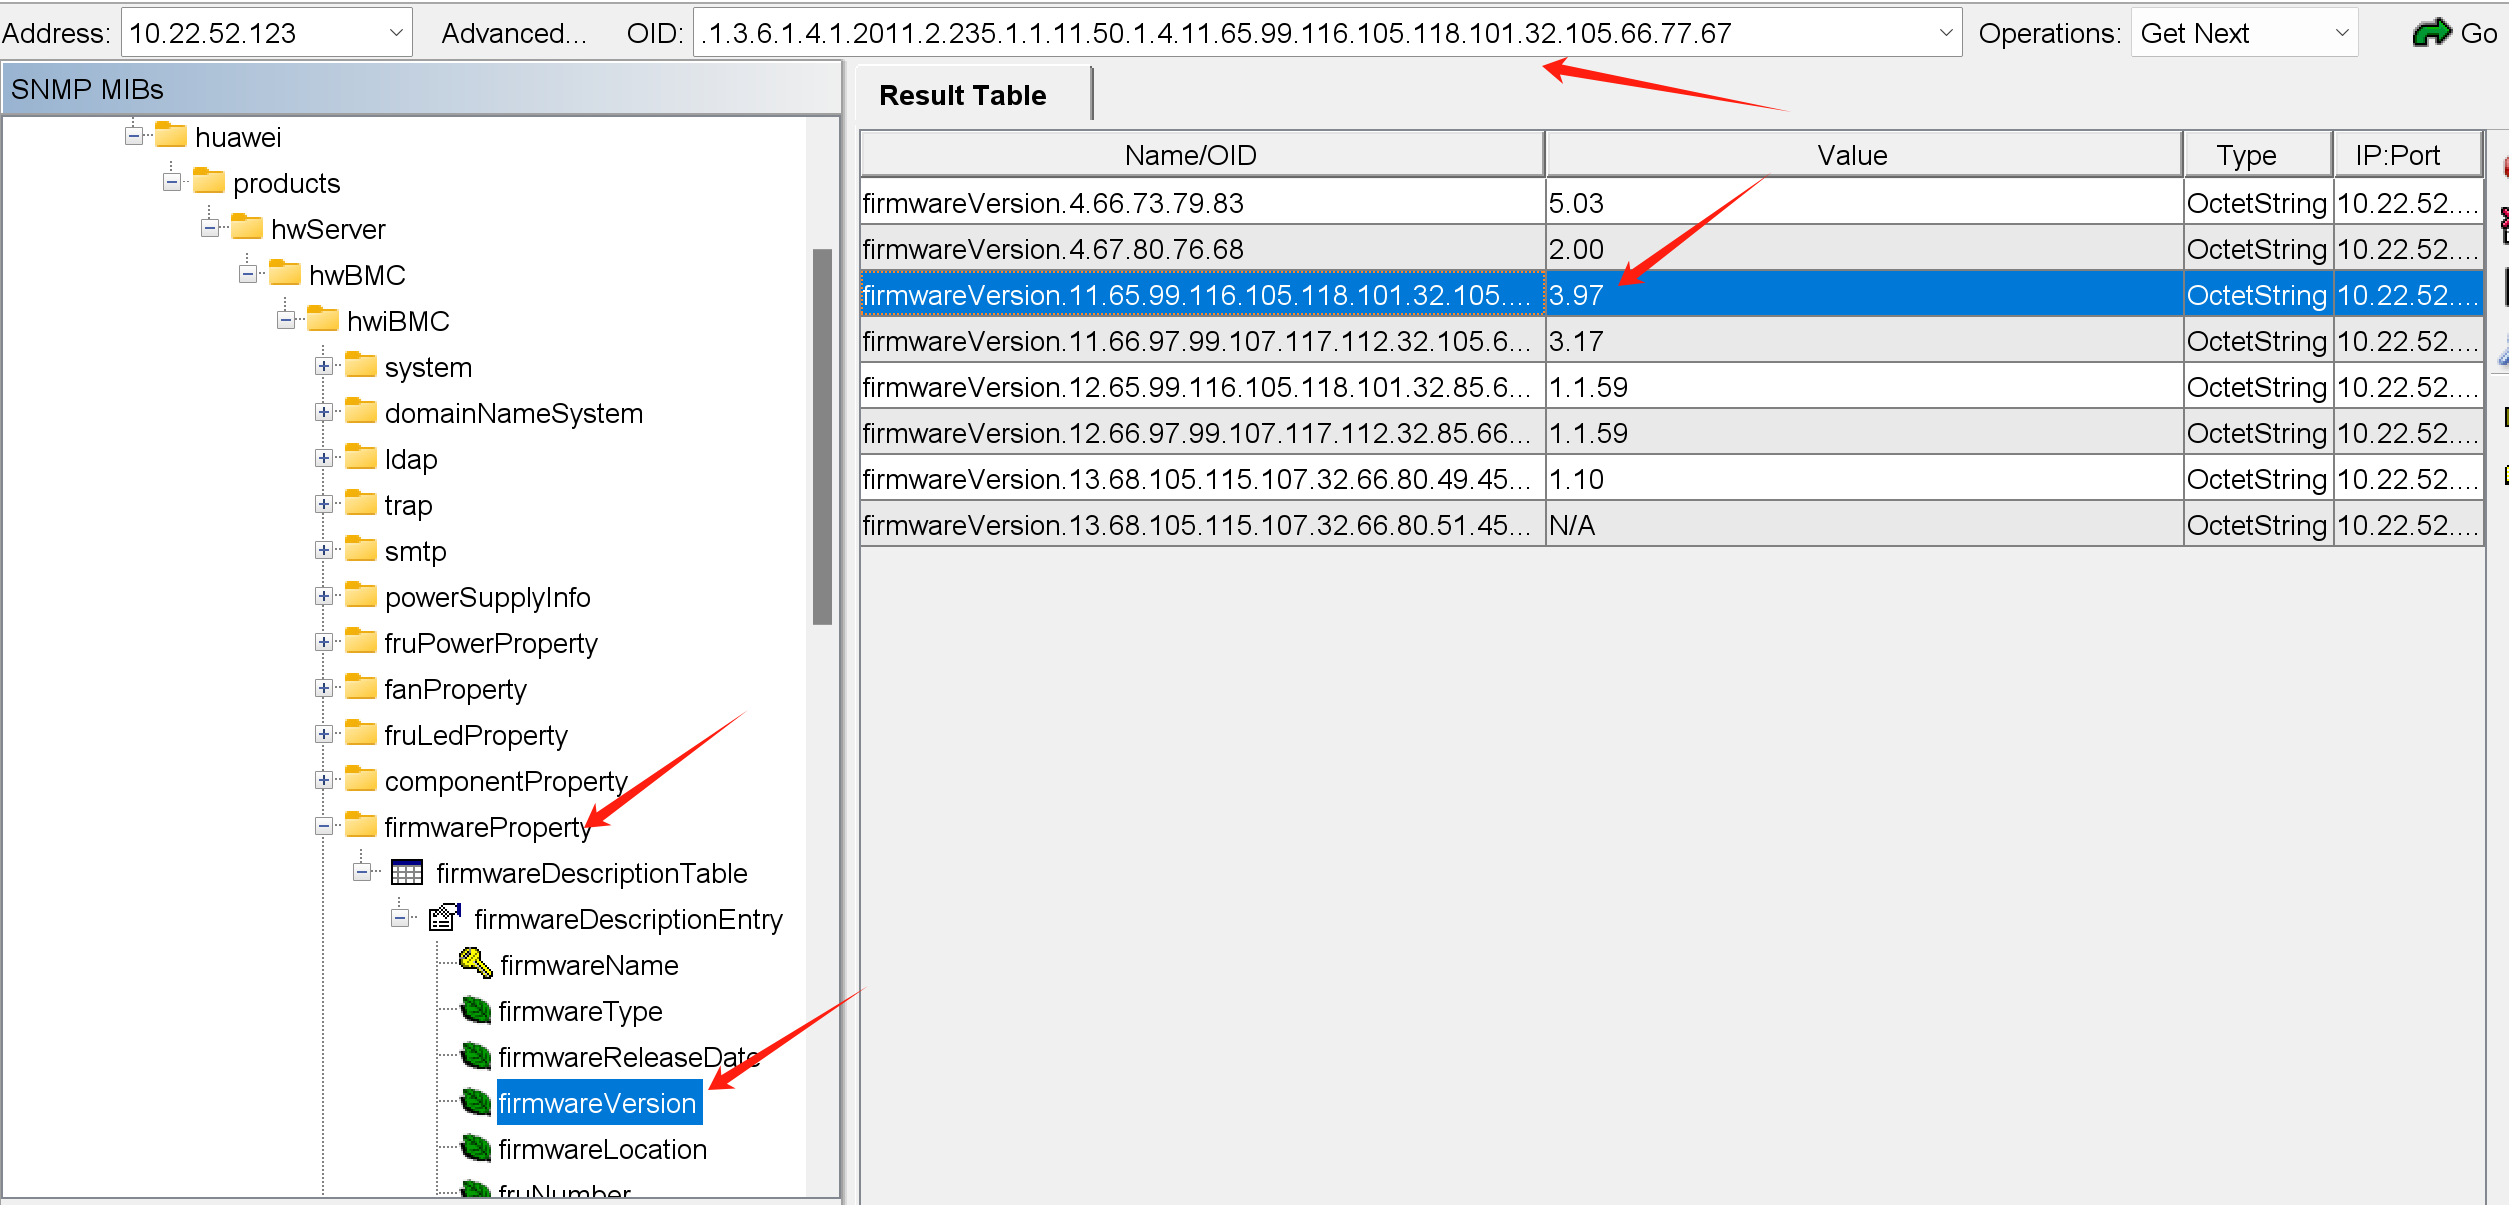 Address: 10.22.52.123 Advanced... OID: .1.3.6.1.4.1.2011.2.235.1.1.11.50.1.4.11.65.99.116.105.118.101.32.105.66.77.67 Operations: Get Next Go
SNMP MIBs
huawei
products
hwServer
hwBMC
hwiBMC
system
domainNameSystem
ldap
trap
smtp
powerSupplyInfo
fruPowerProperty
fanProperty
fruLedProperty
componentProperty
firmwareProperty
firmwareDescriptionTable
firmwareDescriptionEntry
firmwareName
firmwareType
firmwareReleaseDate
firmwareVersion
firmwareLocation
fruNumber
Result Table
Name/OID Value Type IP:Port
firmwareVersion.4.66.73.79.83 5.03 OctetString 10.22.52....
firmwareVersion.4.67.80.76.68 2.00 OctetString 10.22.52....
firmwareVersion.11.65.99.116.105.118.101.32.105.... 3.97 OctetString 10.22.52....
firmwareVersion.11.66.97.99.107.117.112.32.105.6... 3.17 OctetString 10.22.52....
firmwareVersion.12.65.99.116.105.118.101.32.85.6... 1.1.59 OctetString 10.22.52....
firmwareVersion.12.66.97.99.107.117.112.32.85.66... 1.1.59 OctetString 10.22.52....
firmwareVersion.13.68.105.115.107.32.66.80.49.45... 1.10 OctetString 10.22.52....
firmwareVersion.13.68.105.115.107.32.66.80.51.45... N/A OctetString 10.22.52....